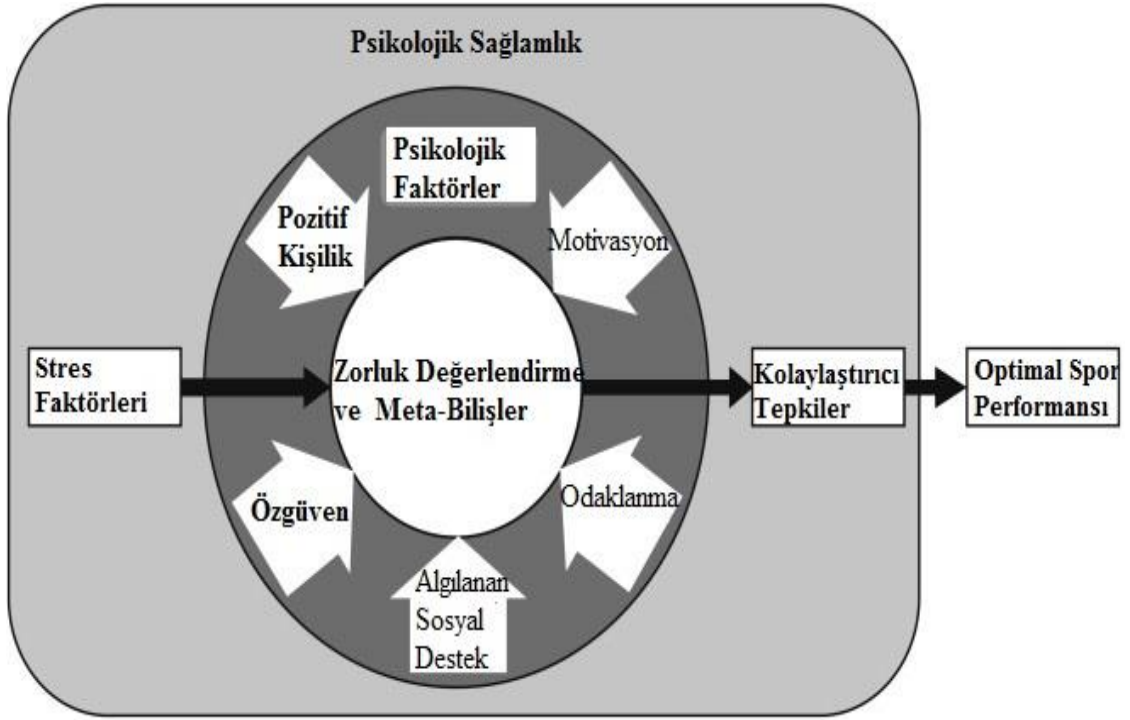 Psikolojik Sağlamlık
Psikolojik
Faktörler
Pozitif
Kişilik
Motivasyon
Stres
Faktörleri
Zorluk Değerlendirme
ve Meta-Bilişler
Kolaylaştırıcı
Tepkiler
Optimal Spor
Performansı
Özgüven
Odaklanma
Algılanan
Sosyal
Destek